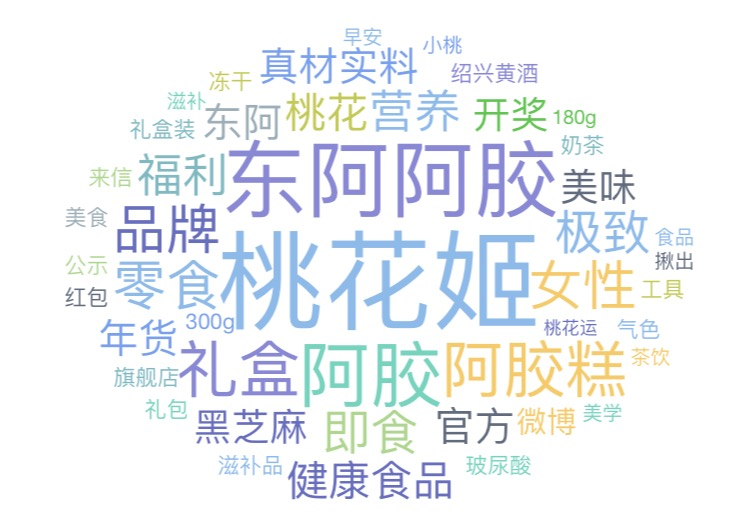 早安
小桃
真材实料
绍兴黄酒
冻干
滋补
东阿
桃花
营养
开奖
180g
礼盒装
奶茶
东阿阿胶
福利
来信
美味
美食
品牌
极致
食品
桃花姬
揪出
公示
零食
女性
工具
红包
300g
桃花运
气色
年货
礼盒
阿胶
阿胶糕
茶饮
旗舰店
礼包
黑芝麻
即食
官方
微博
美学
滋补品
健康食品
玻尿酸